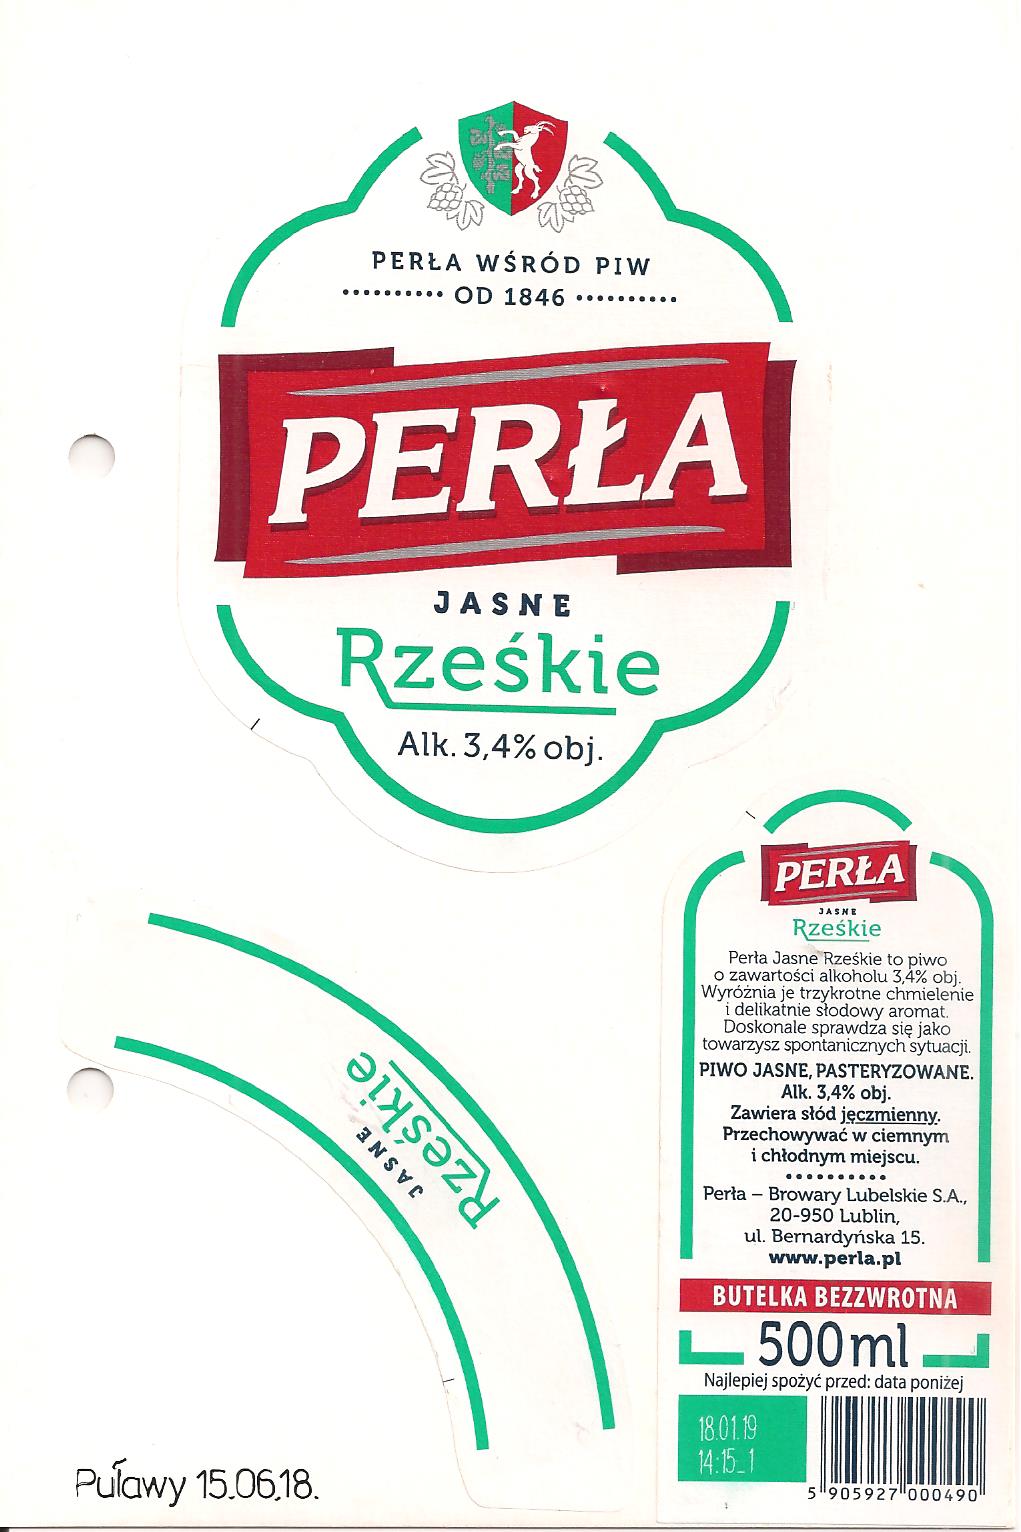 PERŁA WŚRÓD PIW
OD 1846
PERŁA
JASNE
Rześkie
Alk. 3,4% obj.
JASNE
Rześkie
PERŁA
JASNE
Rześkie
Perła Jasne Rześkie to piwo
o zawartości alkoholu 3,4% obj.
Wyróżnia je trzykrotne chmielenie
i delikatnie słodowy aromat.
Doskonale sprawdza się jako
towarzysz spontanicznych sytuacji.
PIWO JASNE, PASTERYZOWANE.
Alk. 3,4% obj.
Zawiera słód jęczmienny.
Przechowywać w ciemnym
i chłodnym miejscu.
Perła – Browary Lubelskie S.A.,
20-950 Lublin,
ul. Bernardyńska 15.
www.perla.pl
BUTELKA BEZZWROTNA
500ml
Najlepiej spożyć przed: data poniżej
18.01.19
14:15_1
5 905927 000490
Puławy 15.06.18.